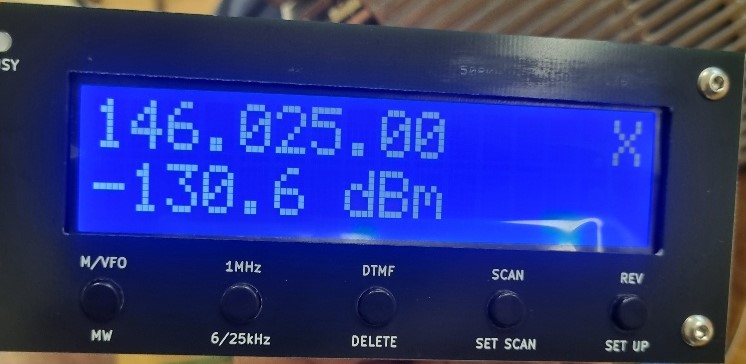 SY
146.025.00 X
-130.6 dBm
M/VFO 1MHz DTMF SCAN REV
MW 6/25kHz DELETE SET SCAN SET UP